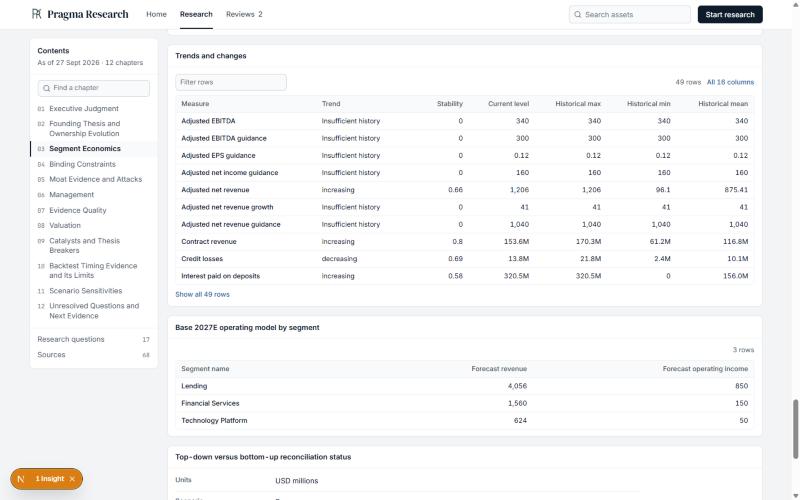 Pragma Research
Home Research Reviews 2
Search assets
Start research
Contents
As of 27 Sept 2026 · 12 chapters
Find a chapter
01 Executive Judgment
02 Founding Thesis and
Ownership Evolution
03 Segment Economics
04 Binding Constraints
05 Moat Evidence and Attacks
06 Management
07 Evidence Quality
08 Valuation
09 Catalysts and Thesis
Breakers
10 Backtest Timing Evidence
and Its Limits
11 Scenario Sensitivities
12 Unresolved Questions and
Next Evidence
Research questions 17
Sources 68
Trends and changes
Filter rows
49 rows All 16 columns
Measure Trend Stability Current level Historical max Historical min Historical mean
Adjusted EBITDA Insufficient history 0 340 340 340 340
Adjusted EBITDA guidance Insufficient history 0 300 300 300 300
Adjusted EPS guidance Insufficient history 0 0.12 0.12 0.12 0.12
Adjusted net income guidance Insufficient history 0 160 160 160 160
Adjusted net revenue increasing 0.66 1,206 1,206 96.1 875.41
Adjusted net revenue growth Insufficient history 0 41 41 41 41
Adjusted net revenue guidance Insufficient history 0 1,040 1,040 1,040 1,040
Contract revenue increasing 0.8 153.6M 170.3M 61.2M 116.8M
Credit losses decreasing 0.69 13.8M 21.8M 2.4M 10.1M
Interest paid on deposits increasing 0.58 320.5M 320.5M 0 156.0M
Show all 49 rows
Base 2027E operating model by segment
3 rows
Segment name Forecast revenue Forecast operating income
Lending 4,056 850
Financial Services 1,560 150
Technology Platform 624 50
Top-down versus bottom-up reconciliation status
Units USD millions
N 1 Insight ×